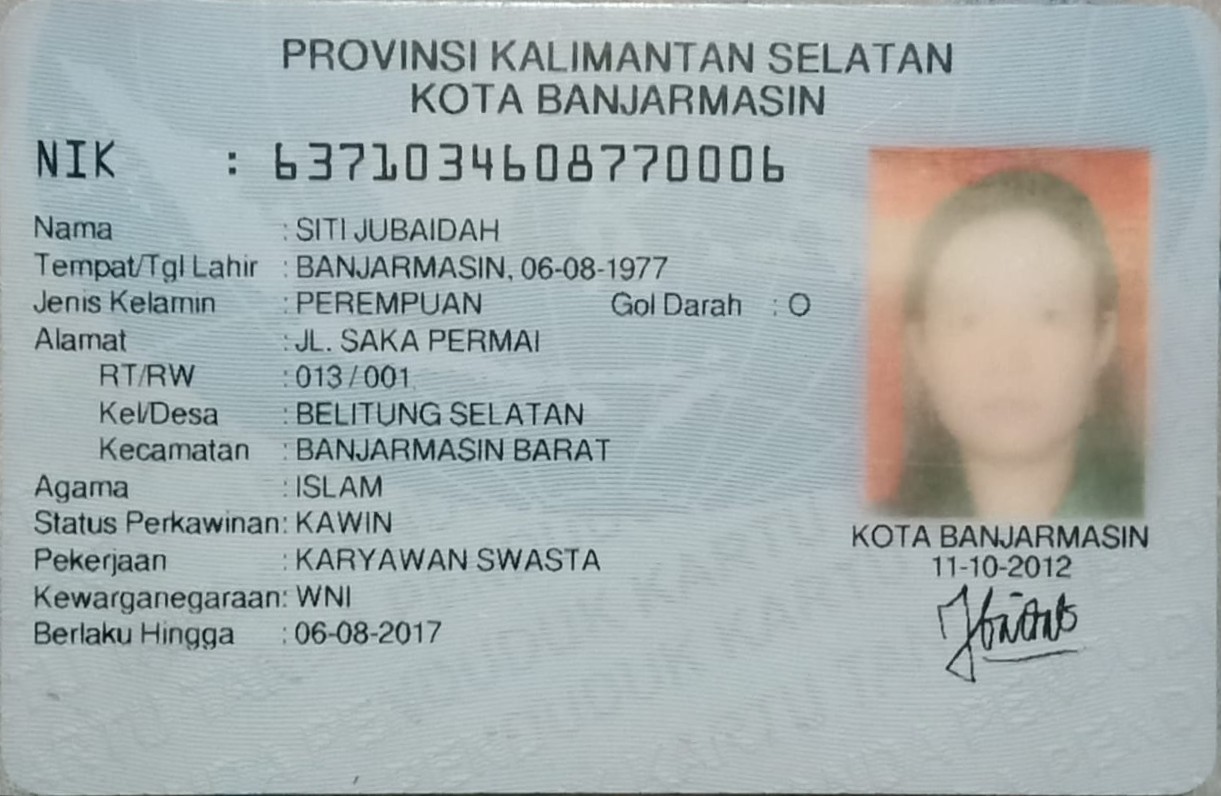 PROVINSI KALIMANTAN SELATAN
KOTA BANJARMASIN
NIK : 6371034608770006
Nama : SITI JUBAIDAH
Tempat/Tgl Lahir : BANJARMASIN, 06-08-1977
Jenis Kelamin : PEREMPUAN Gol Darah : O
Alamat : JL. SAKA PERMAI
RT/RW : 013/001
Kel/Desa : BELITUNG SELATAN
Kecamatan : BANJARMASIN BARAT
Agama : ISLAM
Status Perkawinan: KAWIN
Pekerjaan : KARYAWAN SWASTA
Kewarganegaraan: WNI
Berlaku Hingga : 06-08-2017
KOTA BANJARMASIN
11-10-2012